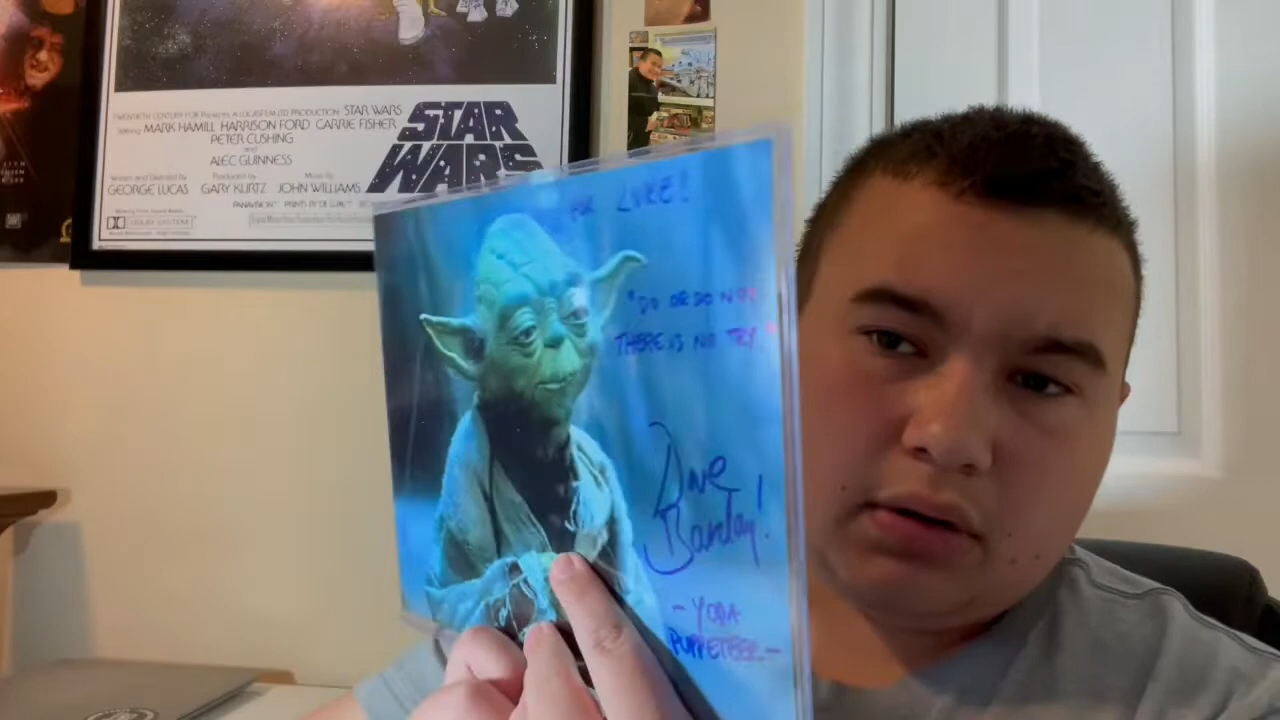 TWENTIETH CENTURY-FOX Presents A LUCASFILM LTD PRODUCTION STAR WARS
Starring MARK HAMILL HARRISON FORD CARRIE FISHER
PETER CUSHING
and
ALEC GUINNESS
Written and Directed by GEORGE LUCAS
Produced by GARY KURTZ
Music by JOHN WILLIAMS
PANAVISION PRINTS BY DE LUXE
DOLBY SYSTEM
STAR
WARS
LUKE!
"DO OR DO NOT
THERE IS NO TRY"
Dave
Barclay!
- YODA
PUPPETEER -